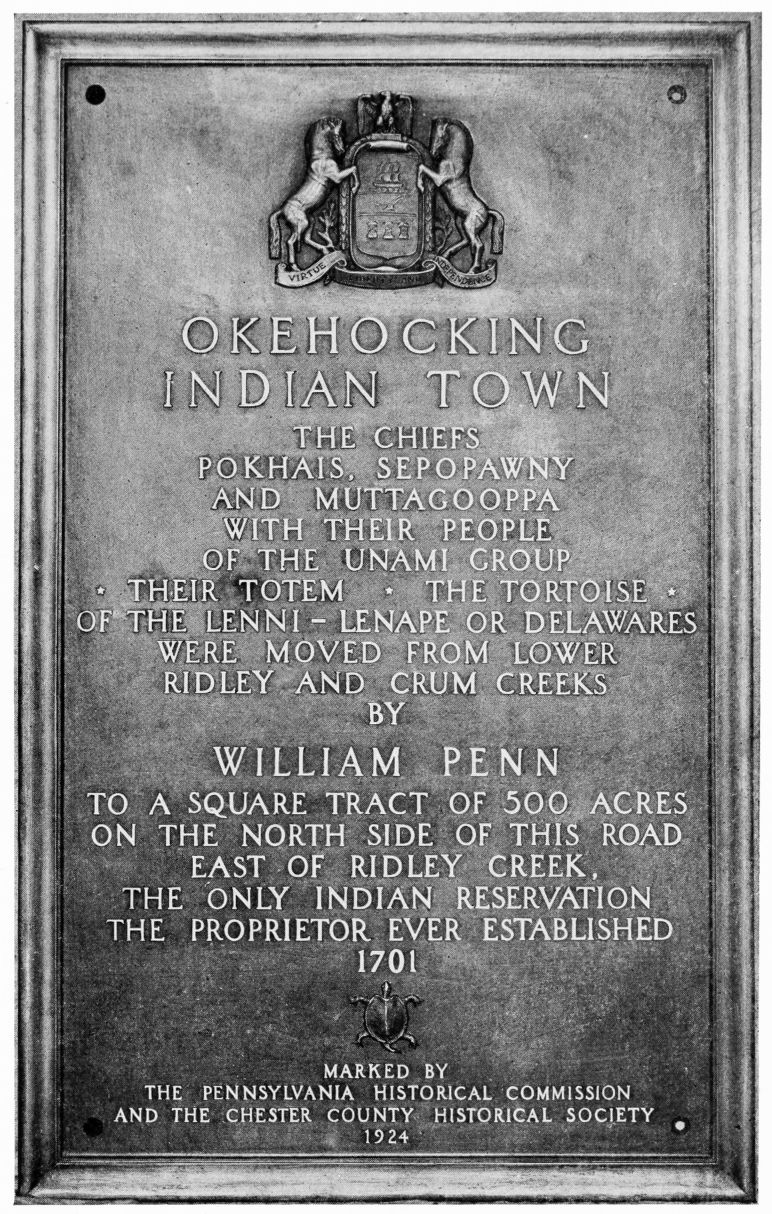 VIRTUE
INDEPENDENCE
OKEHOCKING
INDIAN TOWN
THE CHIEFS
POKHAIS, SEPOPAWNY
AND MUTTAGOOPPA
WITH THEIR PEOPLE
OF THE UNAMI GROUP
* THEIR TOTEM * THE TORTOISE *
OF THE LENNI – LENAPE OR DELAWARES
WERE MOVED FROM LOWER
RIDLEY AND CRUM CREEKS
BY
WILLIAM PENN
TO A SQUARE TRACT OF 500 ACRES
ON THE NORTH SIDE OF THIS ROAD
EAST OF RIDLEY CREEK,
THE ONLY INDIAN RESERVATION
THE PROPRIETOR EVER ESTABLISHED
1701
MARKED BY
THE PENNSYLVANIA HISTORICAL COMMISSION
AND THE CHESTER COUNTY HISTORICAL SOCIETY
1924